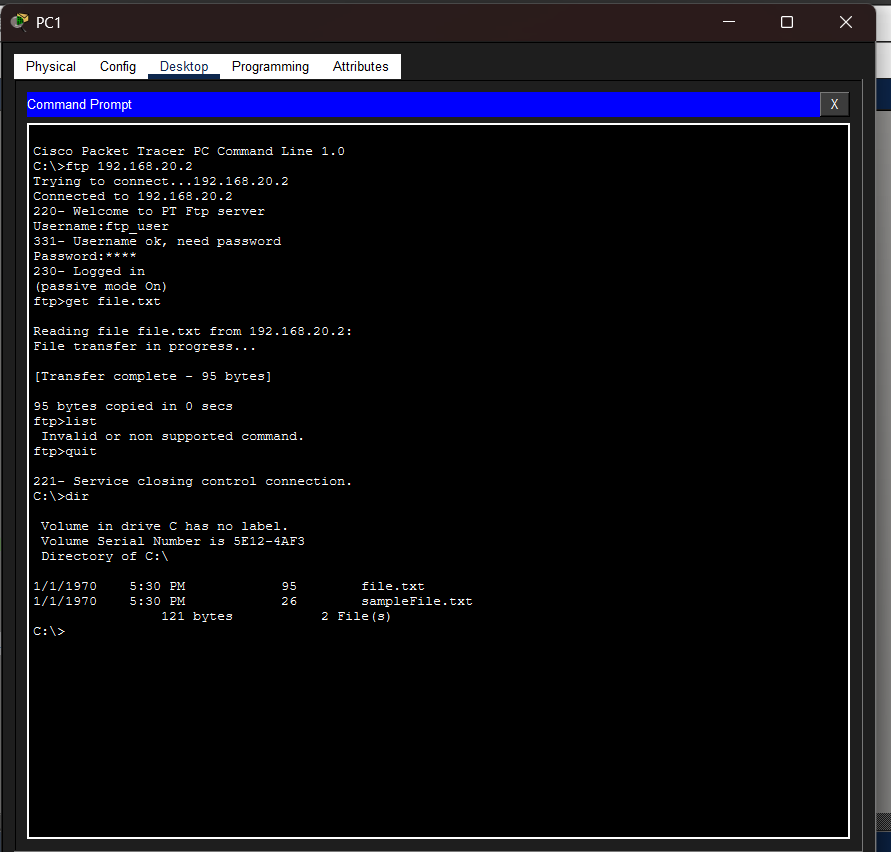 PC1
Physical Config Desktop Programming Attributes
Command Prompt X
Cisco Packet Tracer PC Command Line 1.0
C:\>ftp 192.168.20.2
Trying to connect...192.168.20.2
Connected to 192.168.20.2
220- Welcome to PT Ftp server
Username:ftp_user
331- Username ok, need password
Password:****
230- Logged in
(passive mode On)
ftp>get file.txt
Reading file file.txt from 192.168.20.2:
File transfer in progress...
[Transfer complete - 95 bytes]
95 bytes copied in 0 secs
ftp>list
Invalid or non supported command.
ftp>quit
221- Service closing control connection.
C:\>dir
Volume in drive C has no label.
Volume Serial Number is 5E12-4AF3
Directory of C:\
1/1/1970 5:30 PM 95 file.txt
1/1/1970 5:30 PM 26 sampleFile.txt
121 bytes 2 File(s)
C:\>